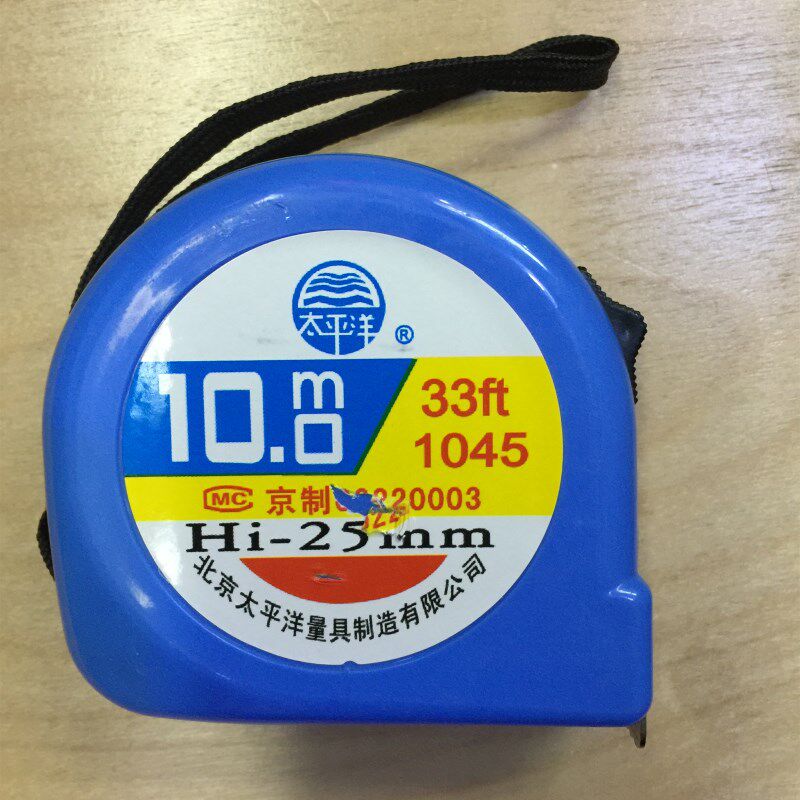 太平洋®
10.0m
33ft
1045
MC 京制
220003
Hi-25mm
北京太平洋量具制造有限公司